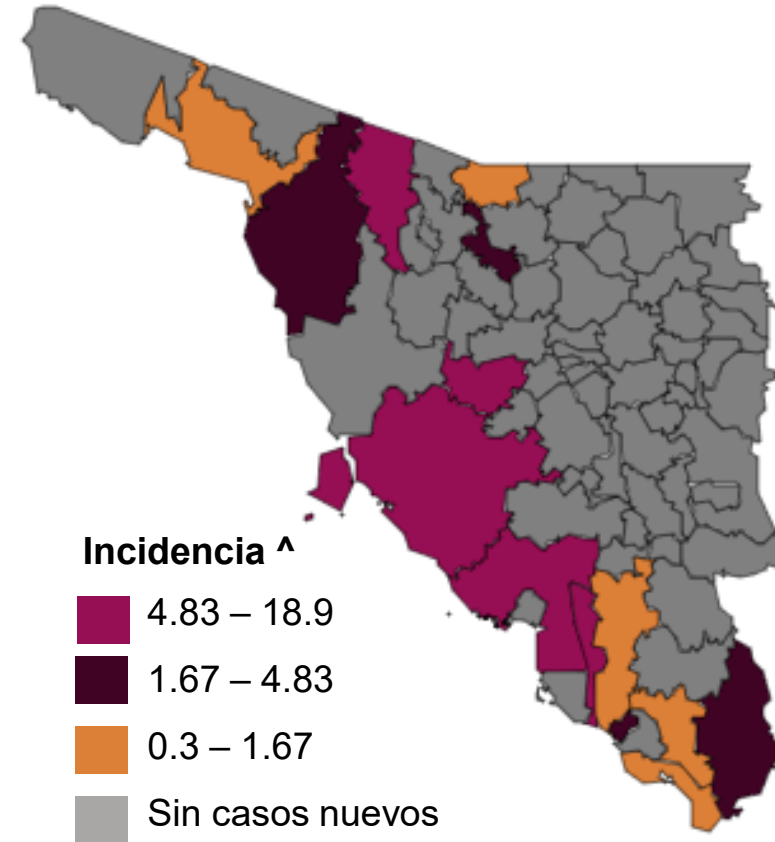 Incidencia ^
4.83 – 18.9
1.67 – 4.83
0.3 – 1.67
Sin casos nuevos